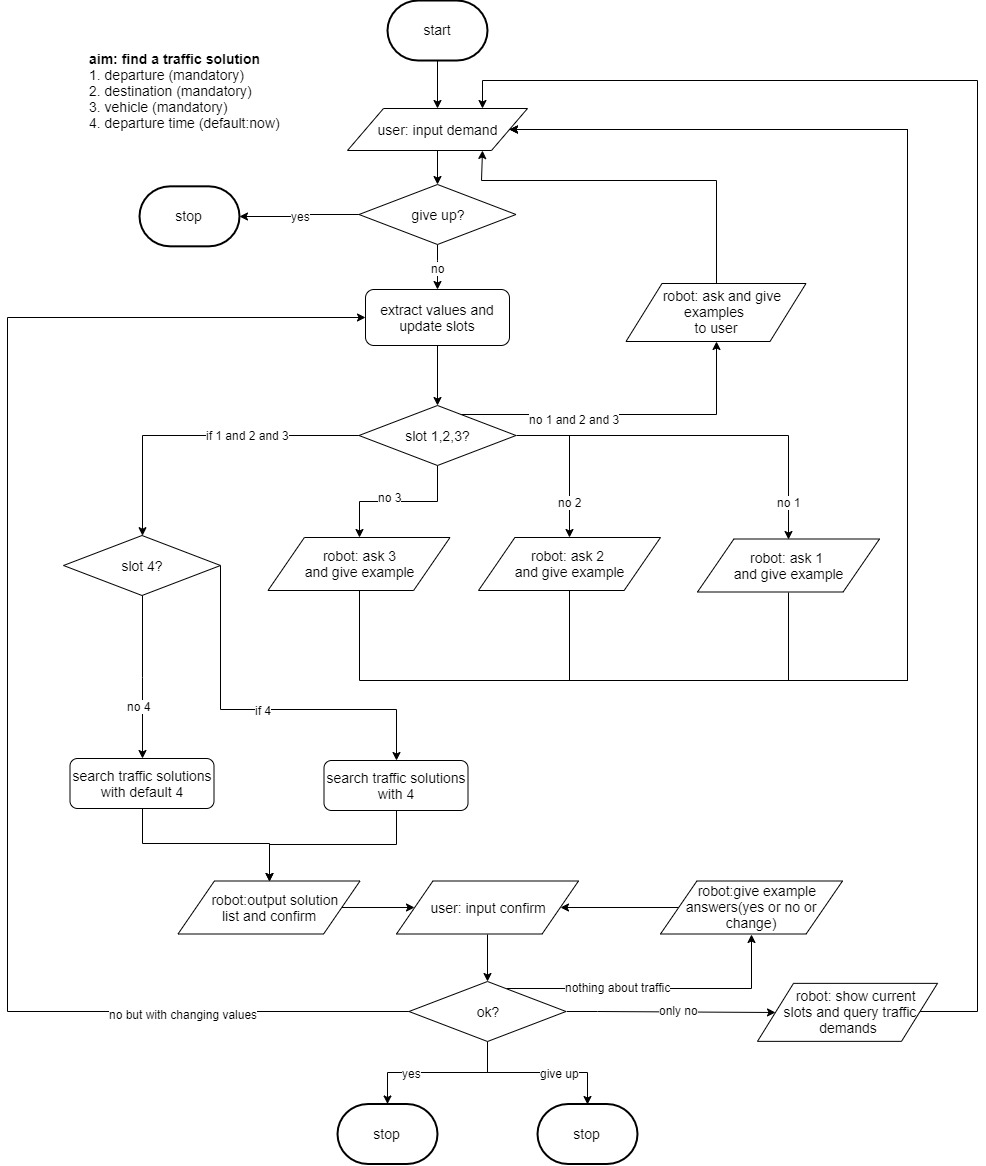 start
aim: find a traffic solution
1. departure (mandatory)
2. destination (mandatory)
3. vehicle (mandatory)
4. departure time (default:now)
user: input demand
stop
yes
give up?
no
extract values and
update slots
robot: ask and give
examples
to user
no 1 and 2 and 3
if 1 and 2 and 3
slot 1,2,3?
no 3
no 2
no 1
slot 4?
robot: ask 3
and give example
robot: ask 2
and give example
robot: ask 1
and give example
no 4
if 4
search traffic solutions
with default 4
search traffic solutions
with 4
robot:output solution
list and confirm
user: input confirm
robot:give example
answers(yes or no or
change)
nothing about traffic
no but with changing values
ok?
only no
robot: show current
slots and query traffic
demands
yes
give up
stop
stop